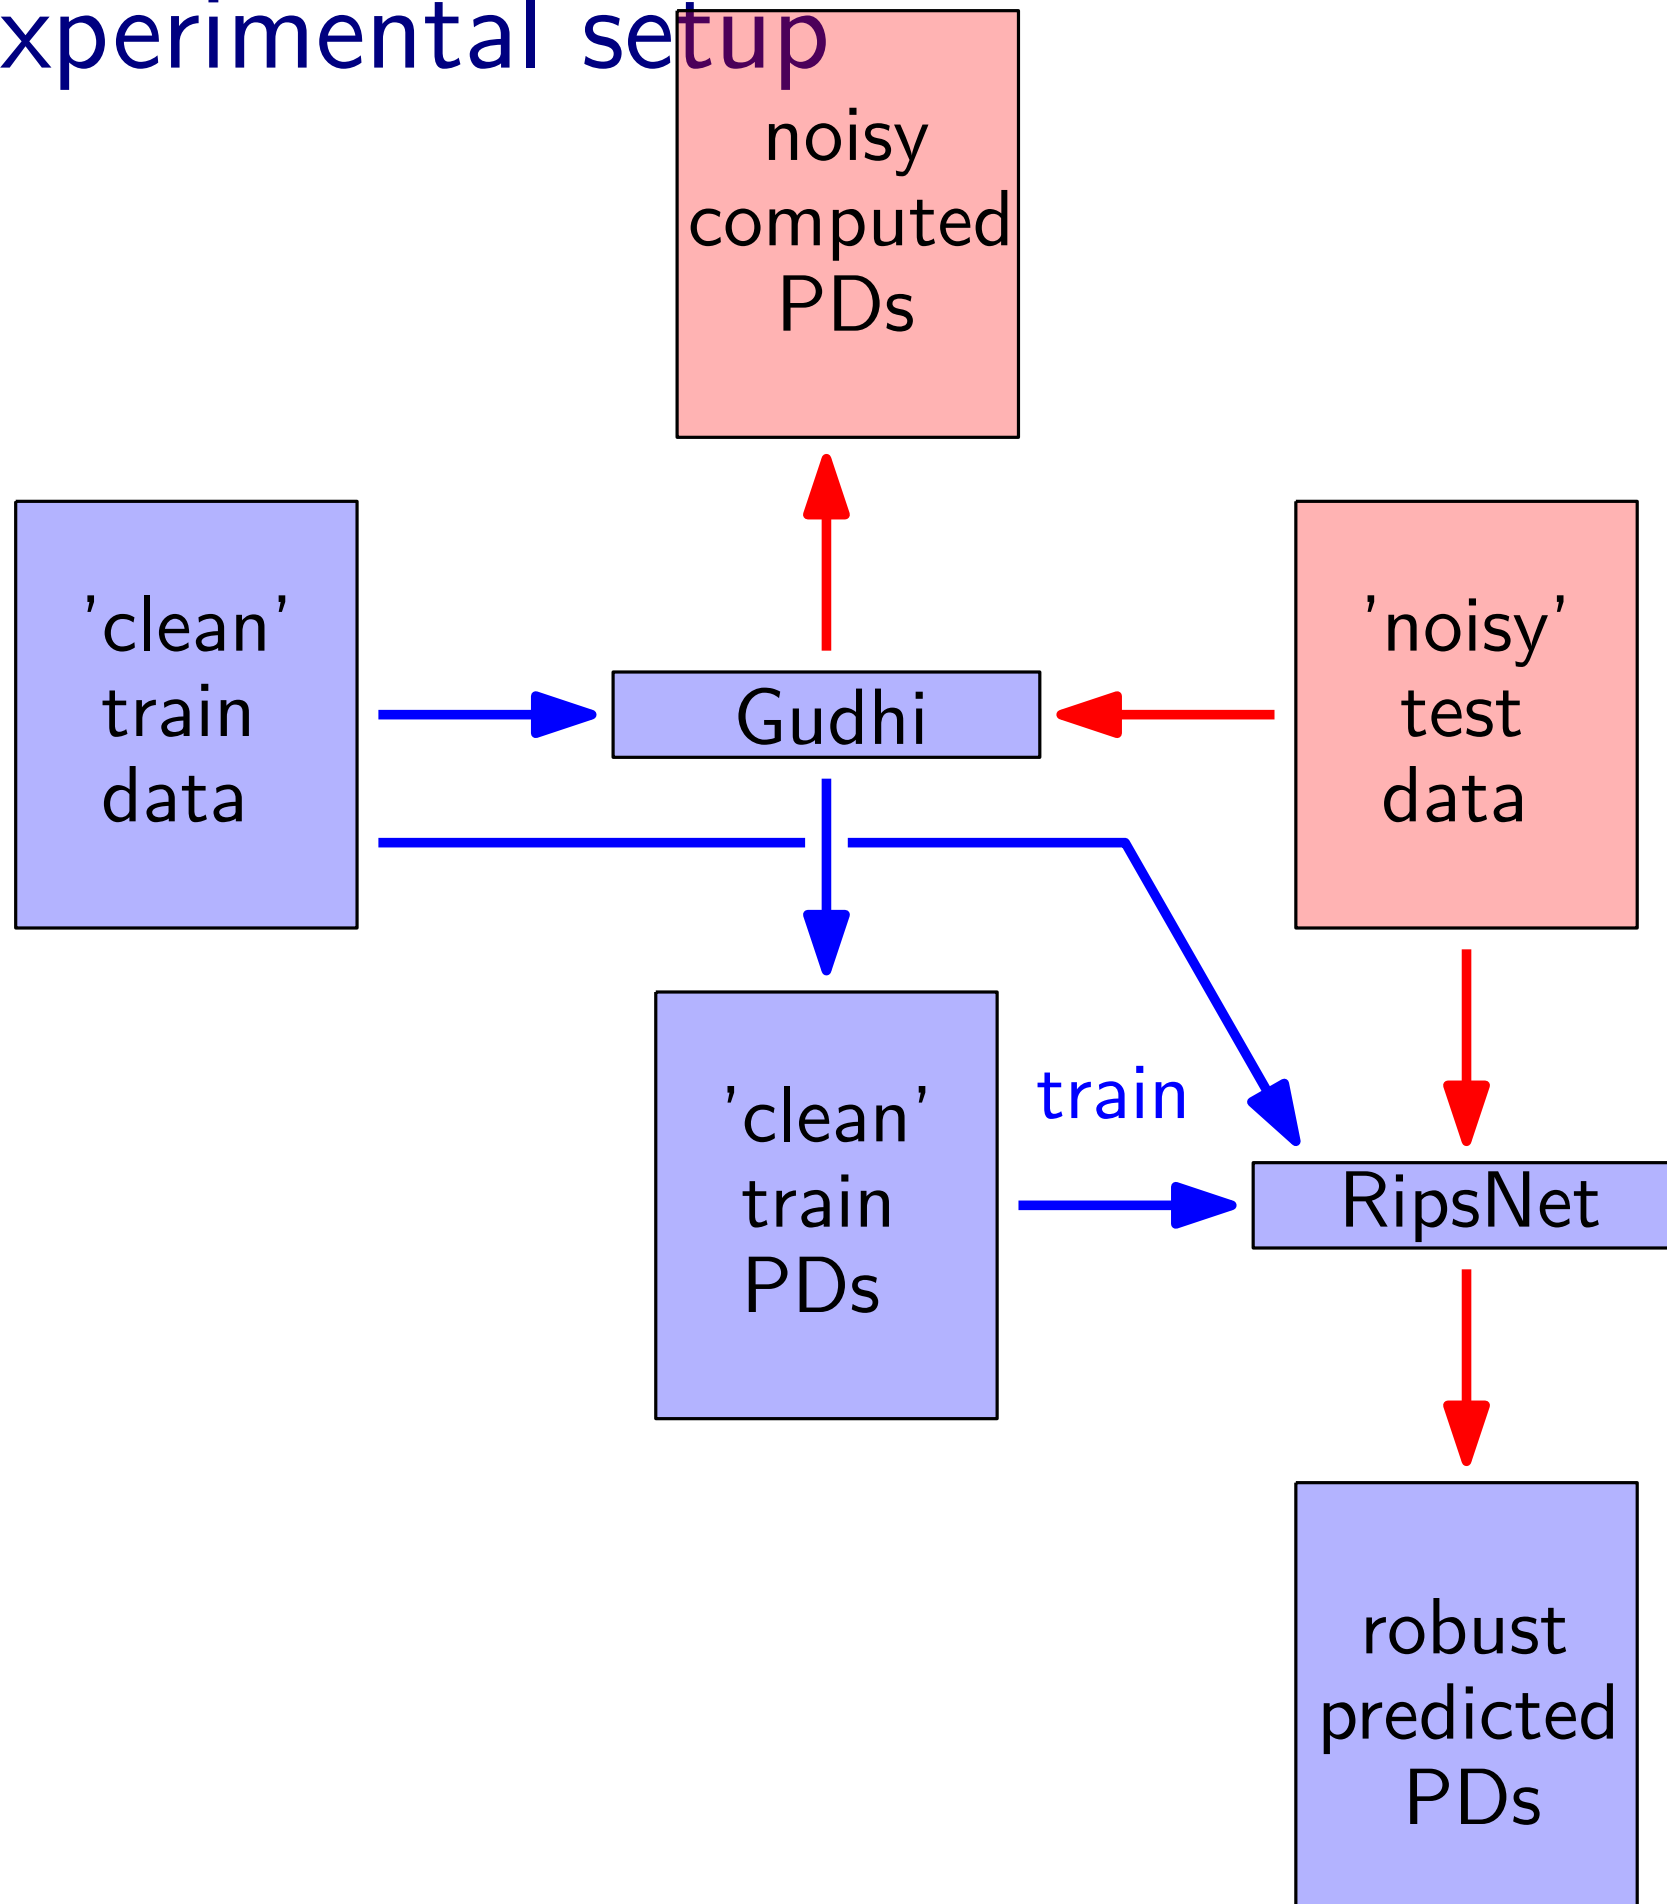 xperimental setup
noisy
computed
PDs
'clean'
train
data
Gudhi
'noisy'
test
data
'clean'
train
PDs
train
RipsNet
robust
predicted
PDs